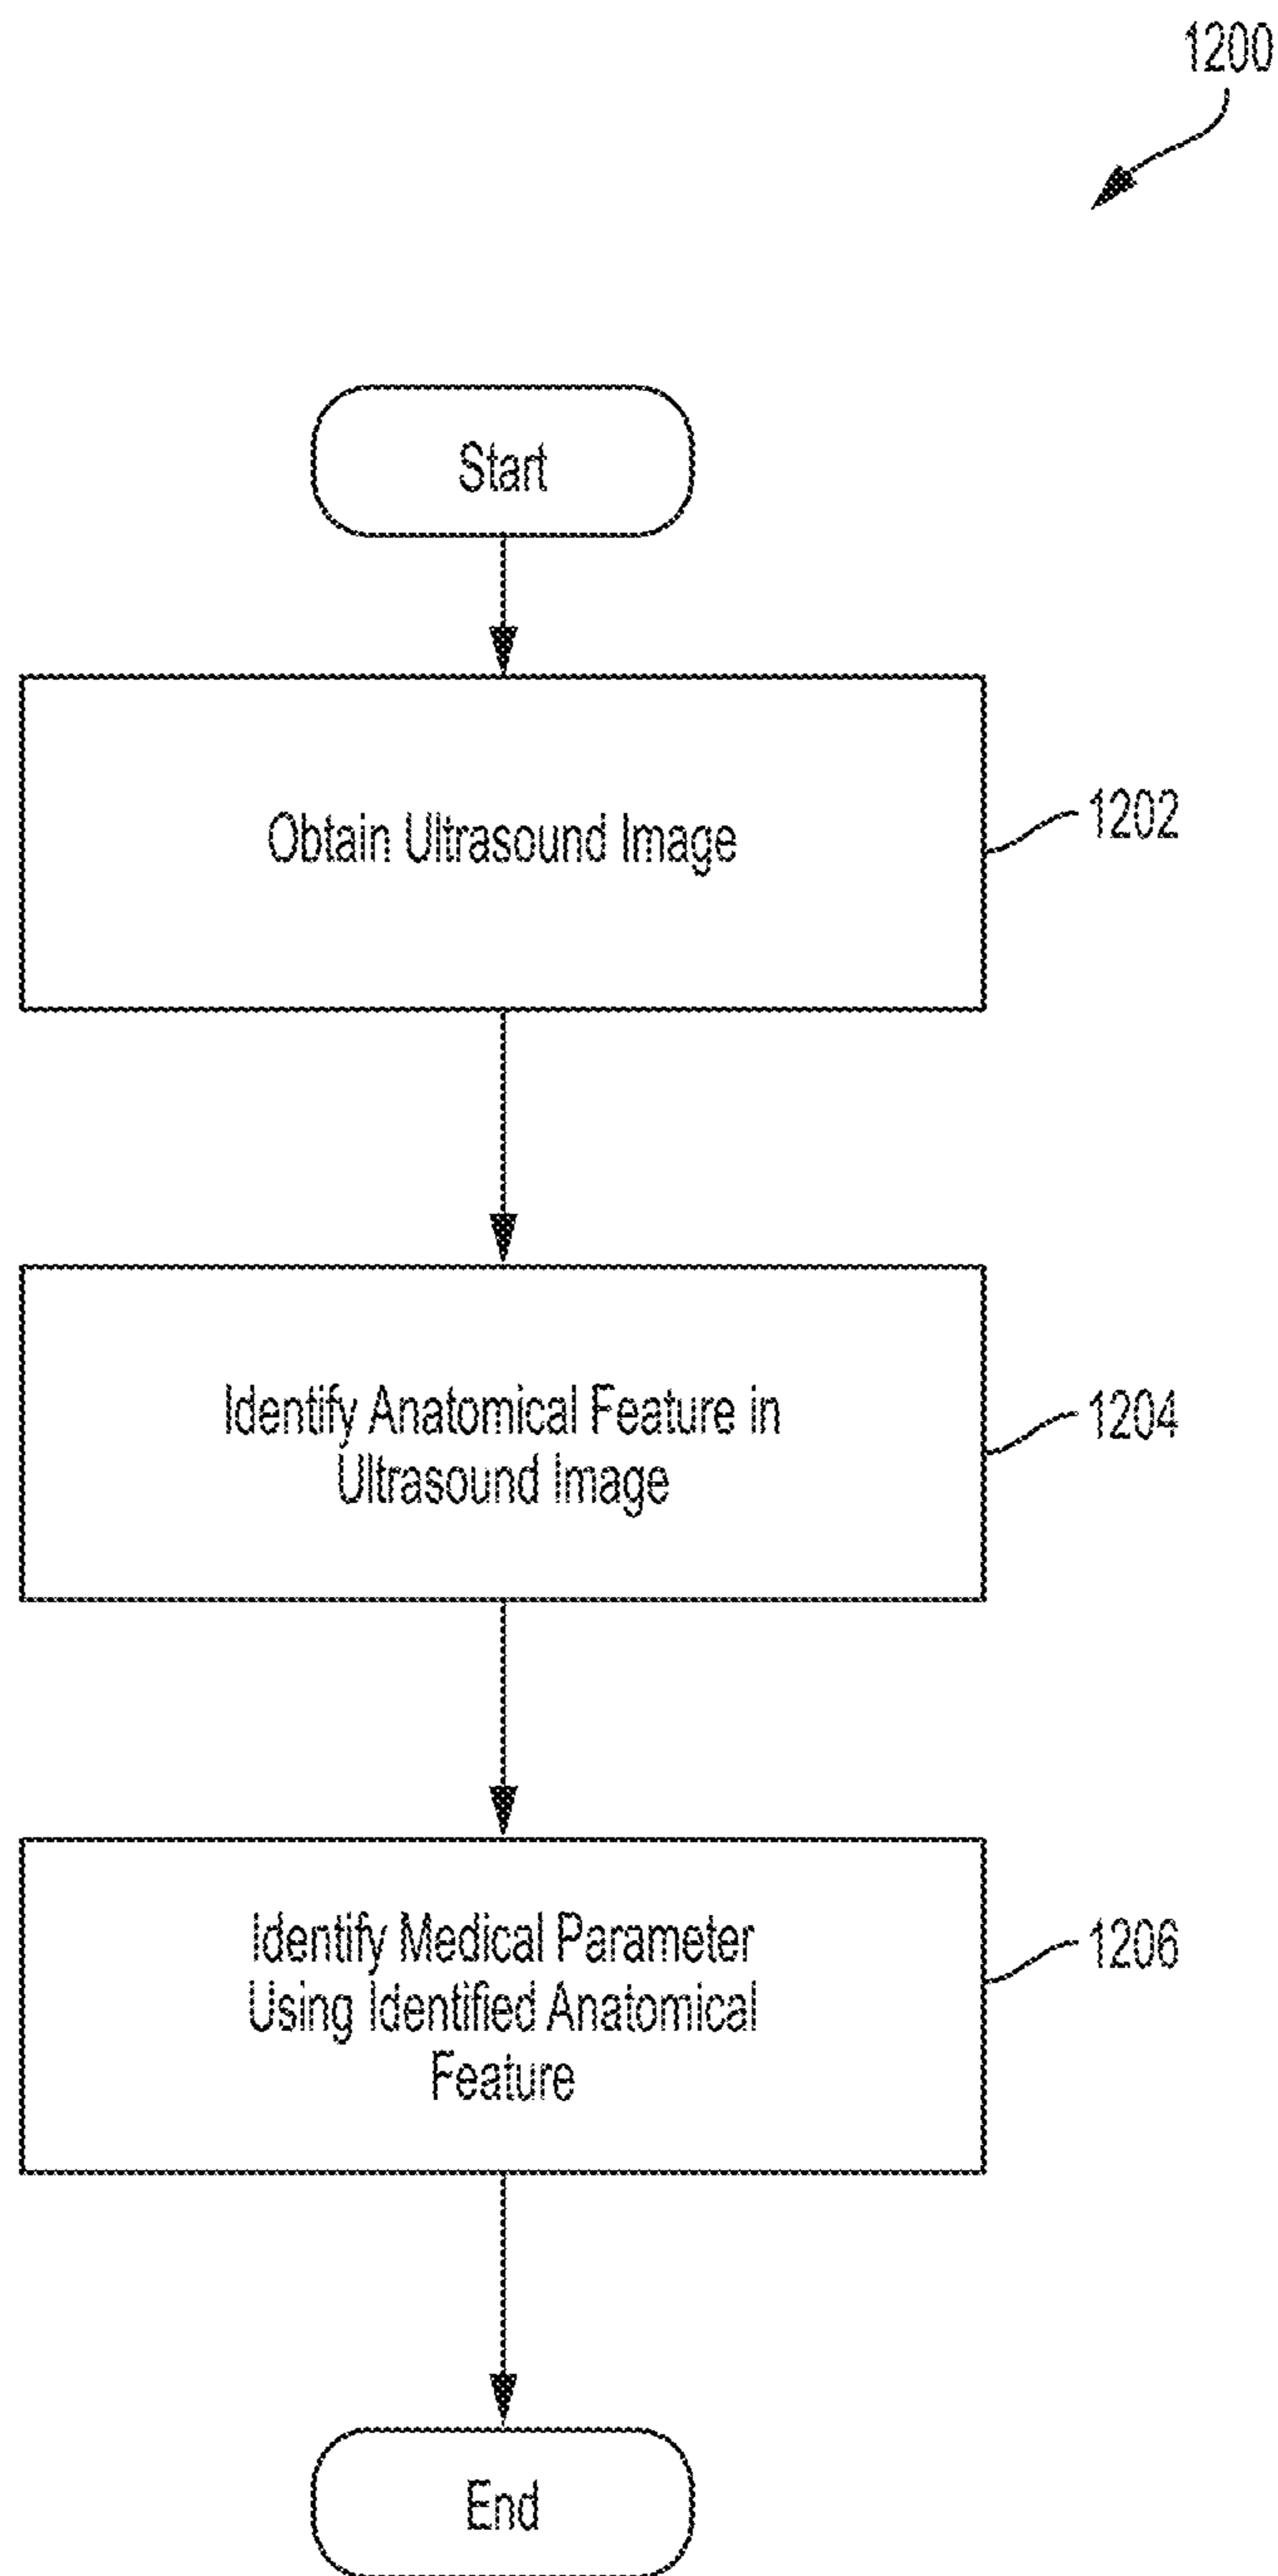 1200
Start
Obtain Ultrasound Image
1202
Identify Anatomical Feature in
Ultrasound Image
1204
Identify Medical Parameter
Using Identified Anatomical
Feature
1206
End